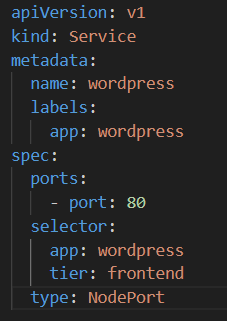 apiVersion: v1
kind: Service
metadata:
  name: wordpress
  labels:
    app: wordpress
spec:
  ports:
    - port: 80
  selector:
    app: wordpress
    tier: frontend
  type: NodePort